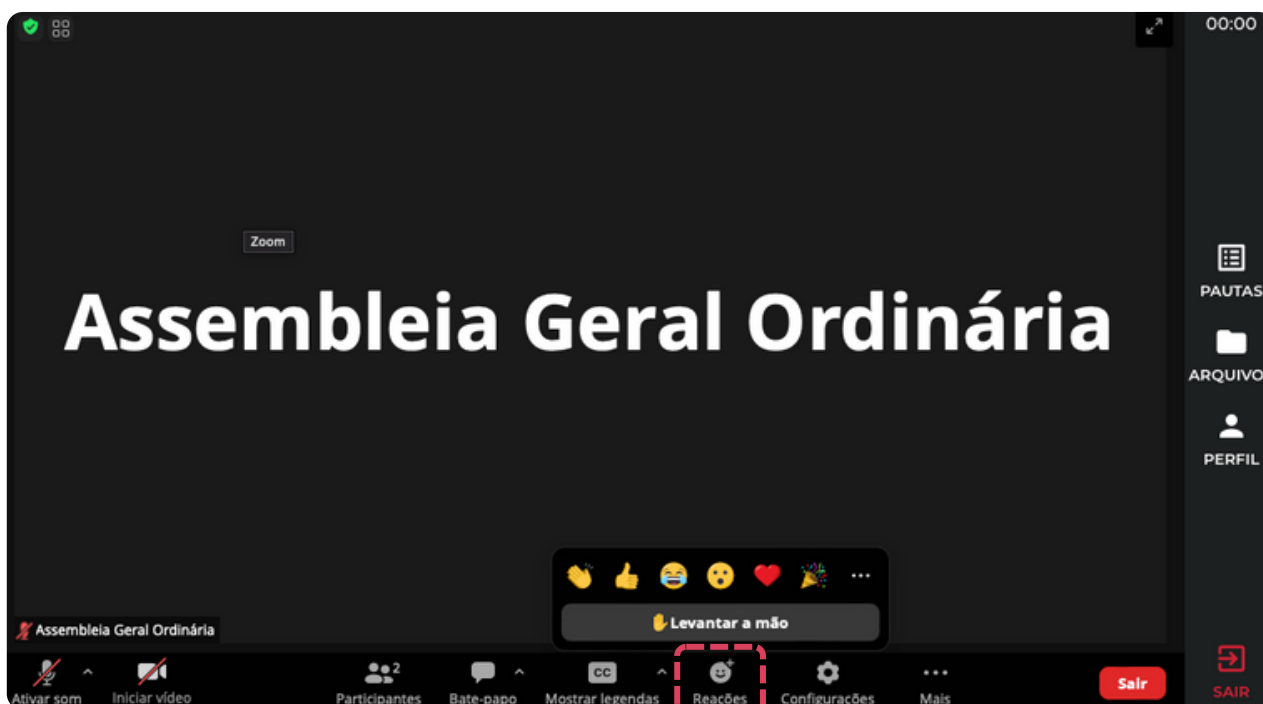 00:00
Zoom
Assembleia Geral Ordinária
PAUTAS
ARQUIVO
PERFIL
Levantar a mão
Assembleia Geral Ordinária
2
CC
Ativar som
Iniciar vídeo
Participantes
Bate-papo
Mostrar legendas
Reações
Configurações
Mais
Sair
SAIR